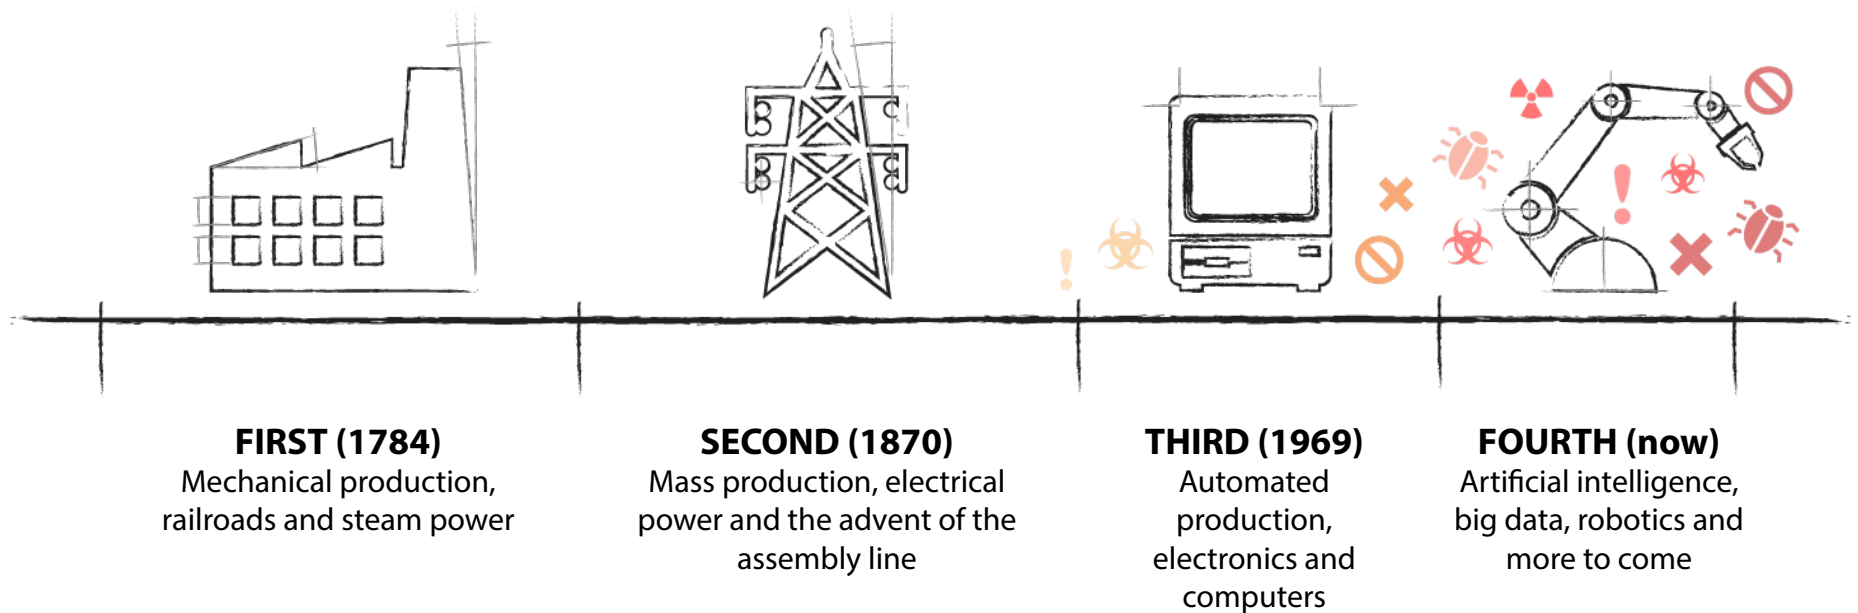 FIRST (1784)
Mechanical production,
railroads and steam power
SECOND (1870)
Mass production, electrical
power and the advent of the
assembly line
THIRD (1969)
Automated
production,
electronics and
computers
FOURTH (now)
Artificial intelligence,
big data, robotics and
more to come